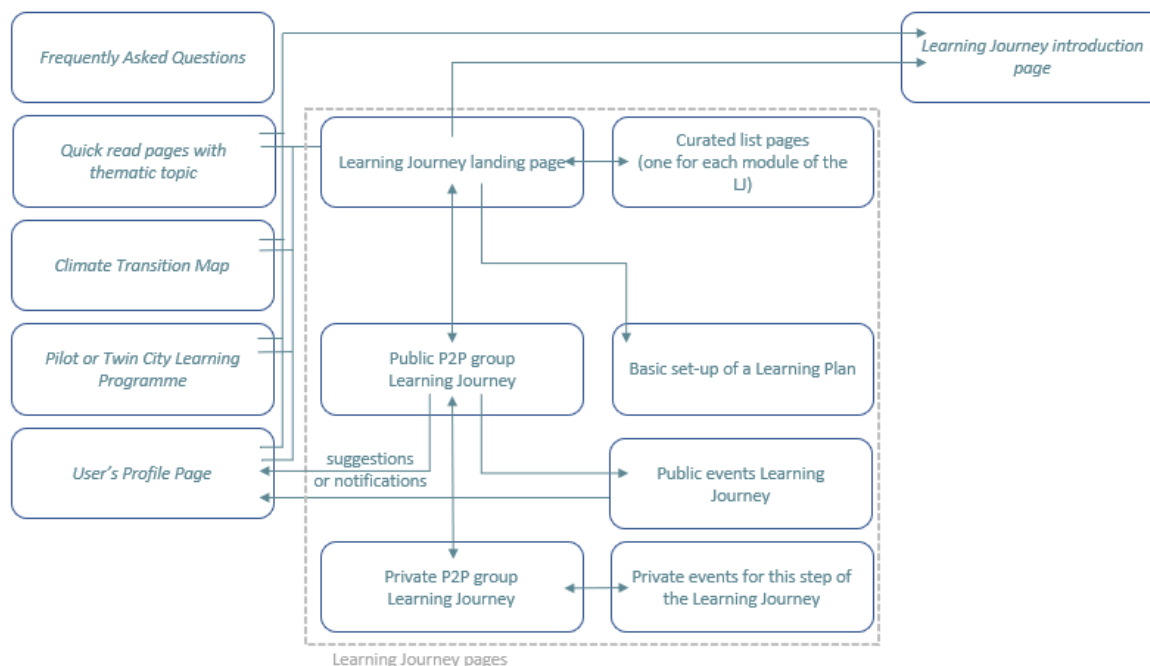 Frequently Asked Questions
Learning Journey introduction
page
Quick read pages with
thematic topic
Learning Journey landing page
Curated list pages
(one for each module of the
LJ)
Climate Transition Map
Pilot or Twin City Learning
Programme
Public P2P group
Learning Journey
Basic set-up of a Learning Plan
User's Profile Page
suggestions
or notifications
Public events Learning
Journey
Private P2P group
Learning Journey
Private events for this step of
the Learning Journey
Learning Journey pages